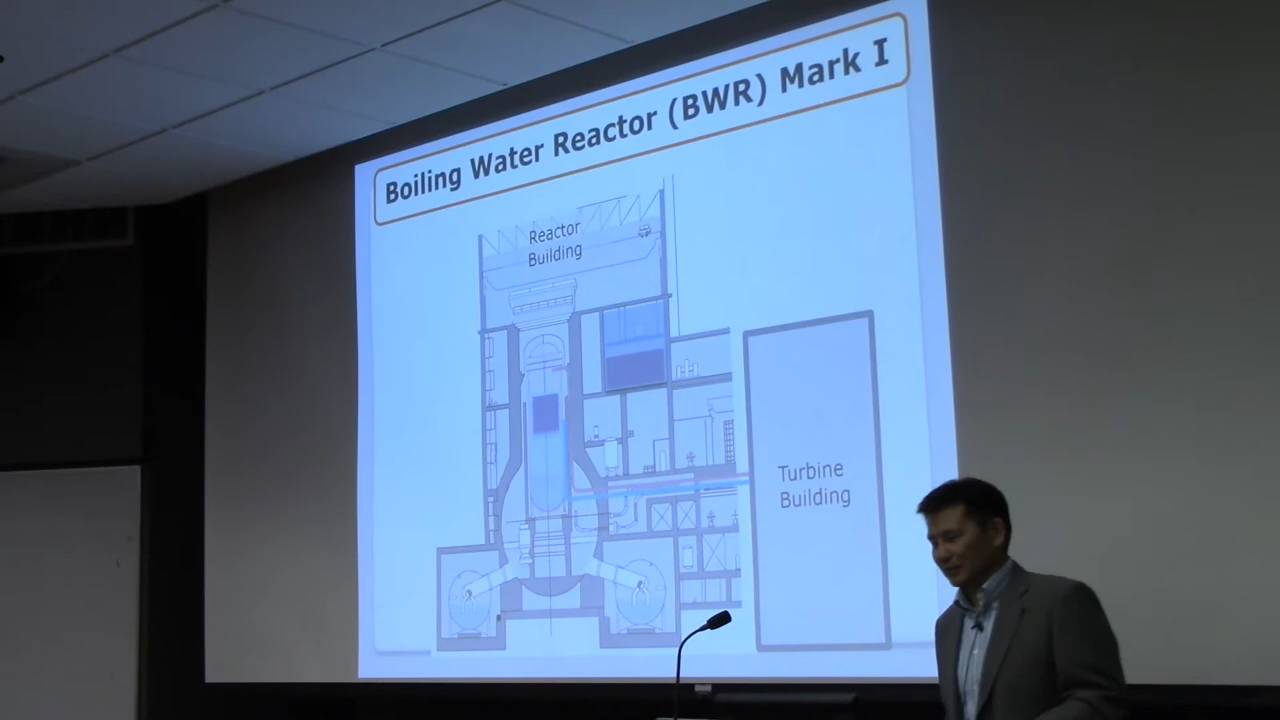 Boiling Water Reactor (BWR) Mark I
Reactor
Building
Turbine
Building